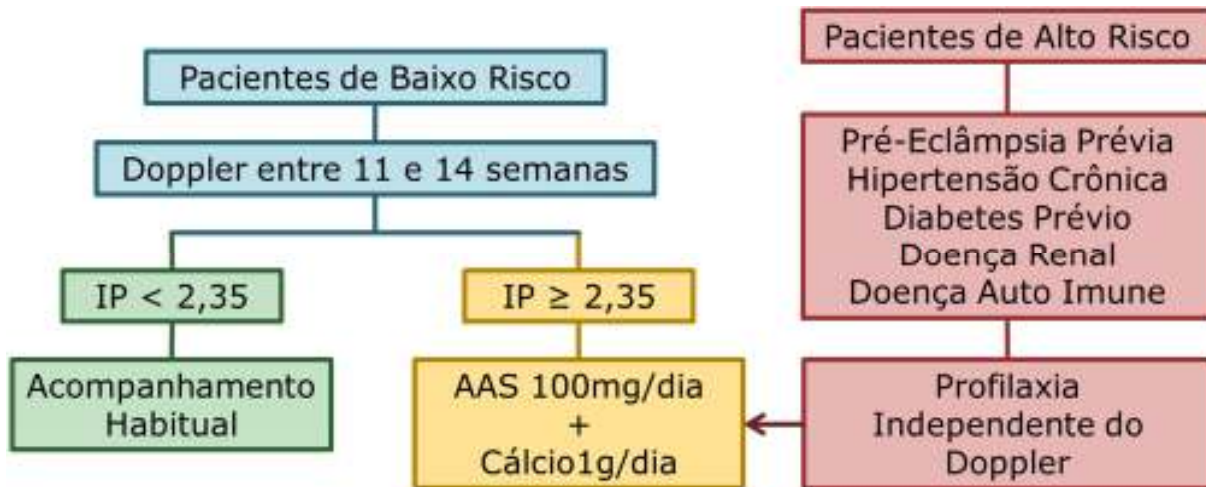 Pacientes de Baixo Risco
Doppler entre 11 e 14 semanas
IP < 2,35
Acompanhamento
Habitual
IP ≥ 2,35
AAS 100mg/dia
+
Cálcio1g/dia
Pacientes de Alto Risco
Pré-Eclâmpsia Prévia
Hipertensão Crônica
Diabetes Prévio
Doença Renal
Doença Auto Imune
Profilaxia
Independente do
Doppler